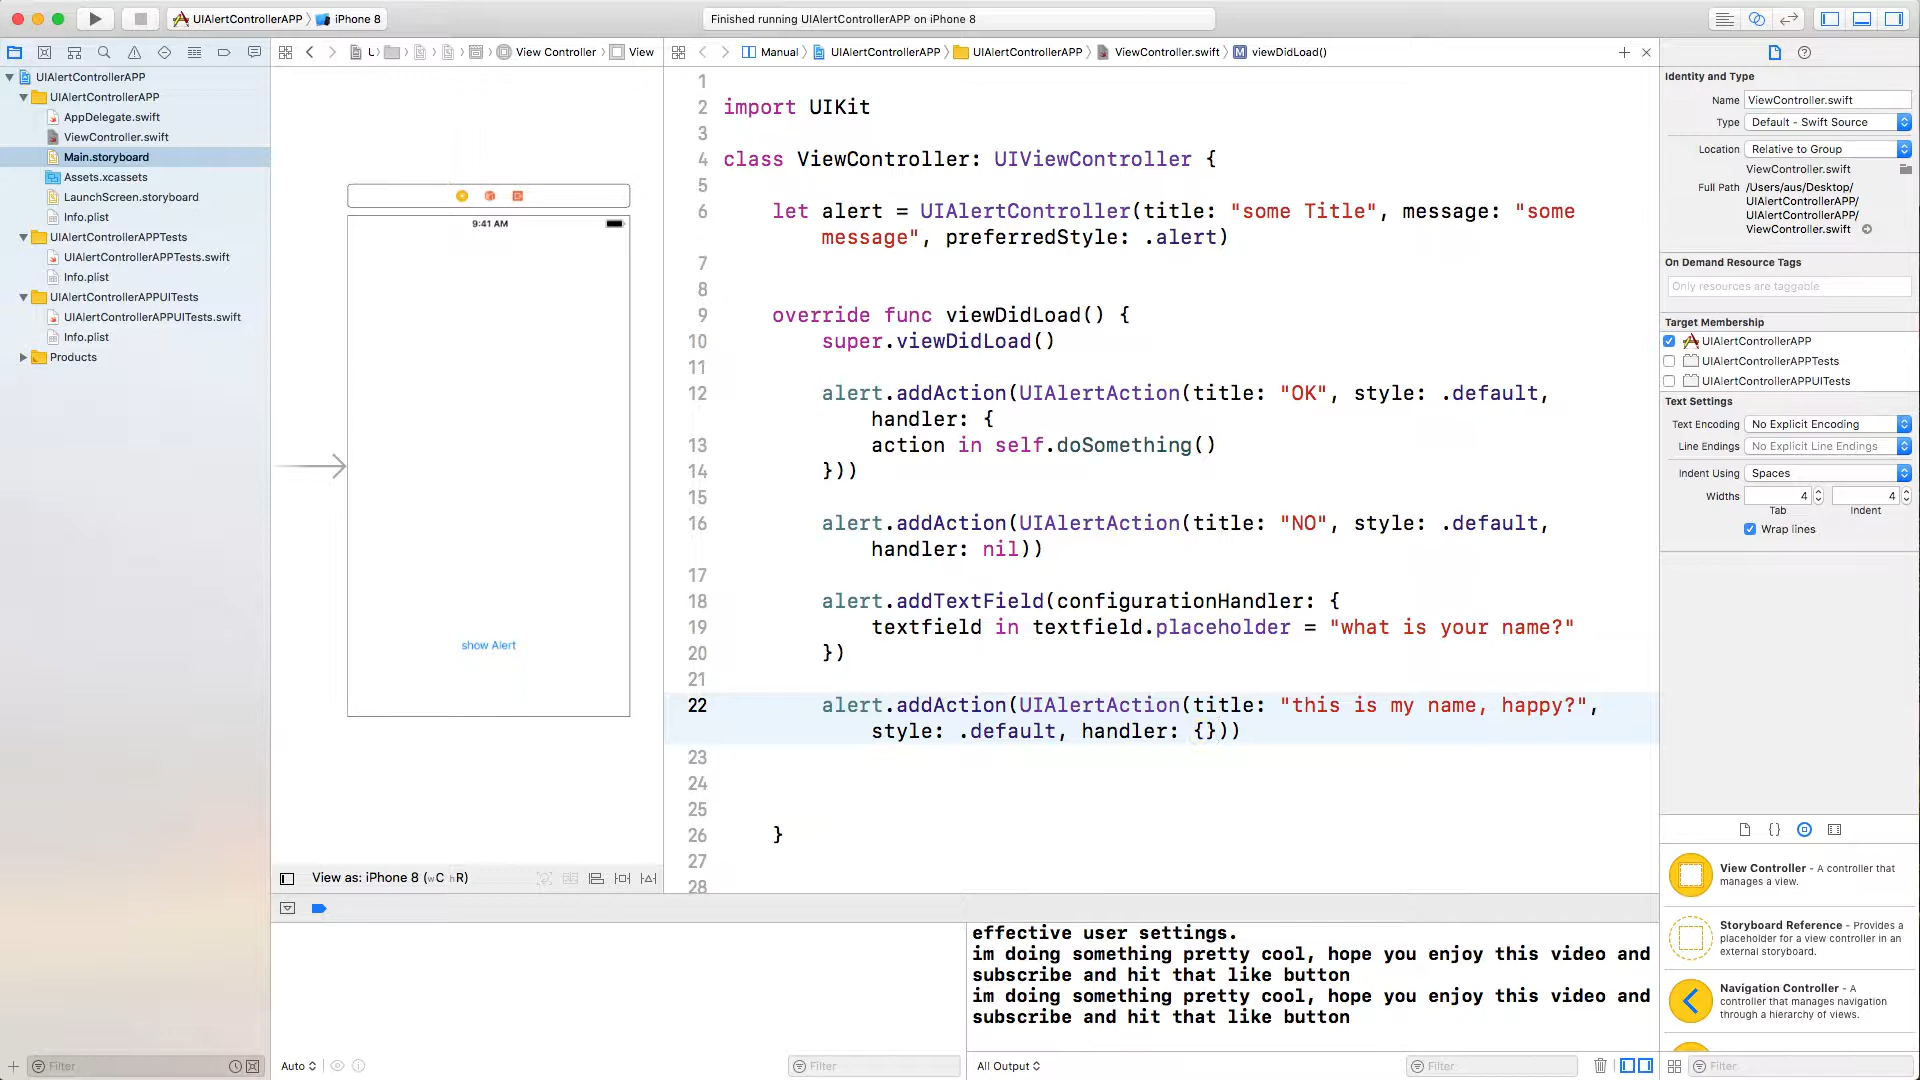 UIAlertControllerAPP 〉 iPhone 8
Finished running UIAlertControllerAPP on iPhone 8
L 〉 View Controller 〉 View
Manual 〉 UIAlertControllerAPP 〉 UIAlertControllerAPP 〉 ViewController.swift 〉 M viewDidLoad()
UIAlertControllerAPP
UIAlertControllerAPP
AppDelegate.swift
ViewController.swift
Main.storyboard
Assets.xcassets
LaunchScreen.storyboard
Info.plist
UIAlertControllerAPPTests
UIAlertControllerAPPTests.swift
Info.plist
UIAlertControllerAPPUITests
UIAlertControllerAPPUITests.swift
Info.plist
Products
Filter
9:41 AM
show Alert
View as: iPhone 8 (wC hR)
1
2 import UIKit
3
4 class ViewController: UIViewController {
5
6 let alert = UIAlertController(title: "some Title", message: "some
message", preferredStyle: .alert)
7
8
9 override func viewDidLoad() {
10 super.viewDidLoad()
11
12 alert.addAction(UIAlertAction(title: "OK", style: .default,
handler: {
13 action in self.doSomething()
14 }))
15
16 alert.addAction(UIAlertAction(title: "NO", style: .default,
handler: nil))
17
18 alert.addTextField(configurationHandler: {
19 textfield in textfield.placeholder = "what is your name?"
20 })
21
22 alert.addAction(UIAlertAction(title: "this is my name, happy?",
style: .default, handler: {}))
23
24
25
26 }
27
28
Auto
Filter
effective user settings.
im doing something pretty cool, hope you enjoy this video and
subscribe and hit that like button
im doing something pretty cool, hope you enjoy this video and
subscribe and hit that like button
All Output
Filter
Identity and Type
Name ViewController.swift
Type Default - Swift Source
Location Relative to Group
ViewController.swift
Full Path /Users/aus/Desktop/
UIAlertControllerAPP/
UIAlertControllerAPP/
ViewController.swift
On Demand Resource Tags
Only resources are taggable
Target Membership
UIAlertControllerAPP
UIAlertControllerAPPTests
UIAlertControllerAPPUITests
Text Settings
Text Encoding No Explicit Encoding
Line Endings No Explicit Line Endings
Indent Using Spaces
Widths 4 4
Tab Indent
Wrap lines
View Controller - A controller that
manages a view.
Storyboard Reference - Provides a
placeholder for a view controller in an
external storyboard.
Navigation Controller - A
controller that manages navigation
through a hierarchy of views.
Filter